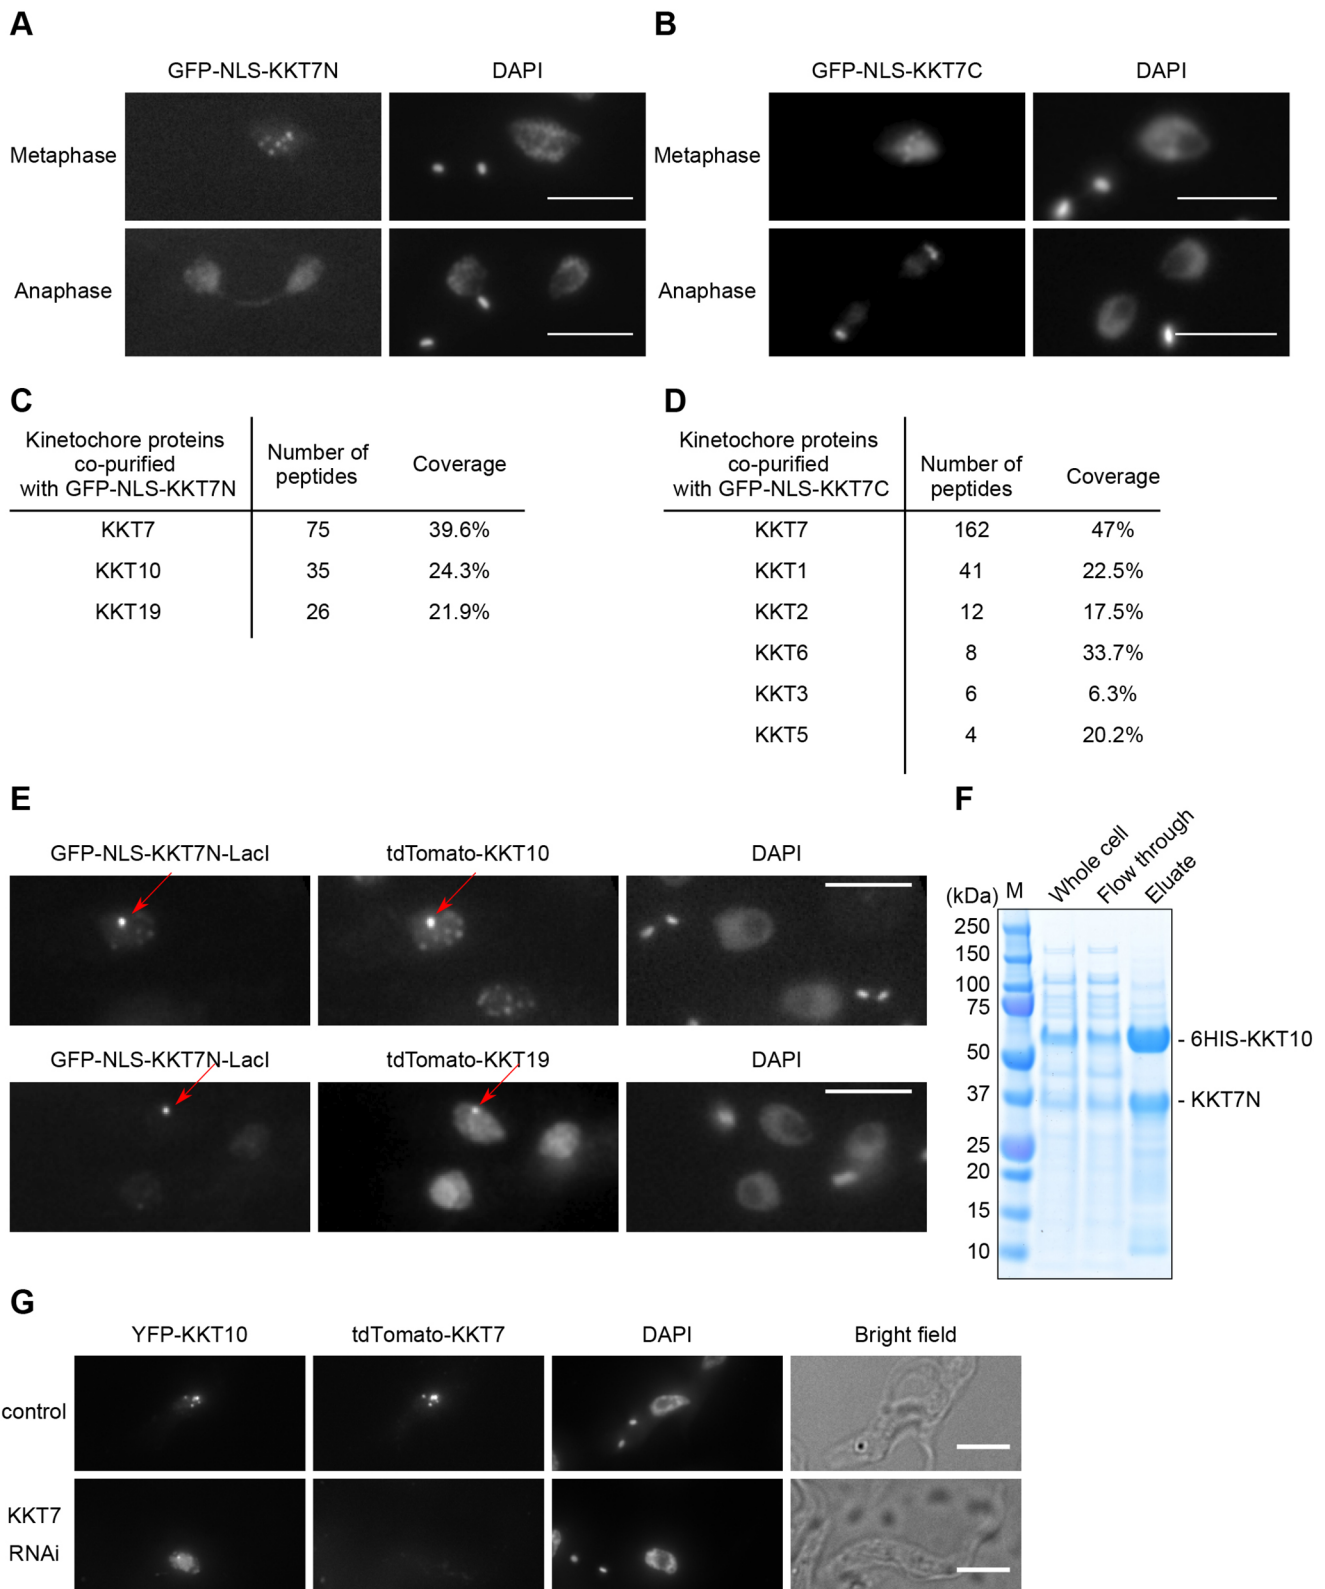 A
B
GFP-NLS-KKT7N
DAPI
GFP-NLS-KKT7C
DAPI
Metaphase
Metaphase
Anaphase
Anaphase
C
Kinetochore proteins
co-purified
with GFP-NLS-KKT7N
Number of
peptides
Coverage
KKT7 75 39.6%
KKT10 35 24.3%
KKT19 26 21.9%
D
Kinetochore proteins
co-purified
with GFP-NLS-KKT7C
Number of
peptides
Coverage
KKT7 162 47%
KKT1 41 22.5%
KKT2 12 17.5%
KKT6 8 33.7%
KKT3 6 6.3%
KKT5 4 20.2%
E
GFP-NLS-KKT7N-LacI
tdTomato-KKT10
DAPI
GFP-NLS-KKT7N-LacI
tdTomato-KKT19
DAPI
F
(kDa)
M
Whole cell
Flow through
Eluate
250
150
100
75
50
37
25
20
15
10
- 6HIS-KKT10
- KKT7N
G
YFP-KKT10
tdTomato-KKT7
DAPI
Bright field
control
KKT7
RNAi